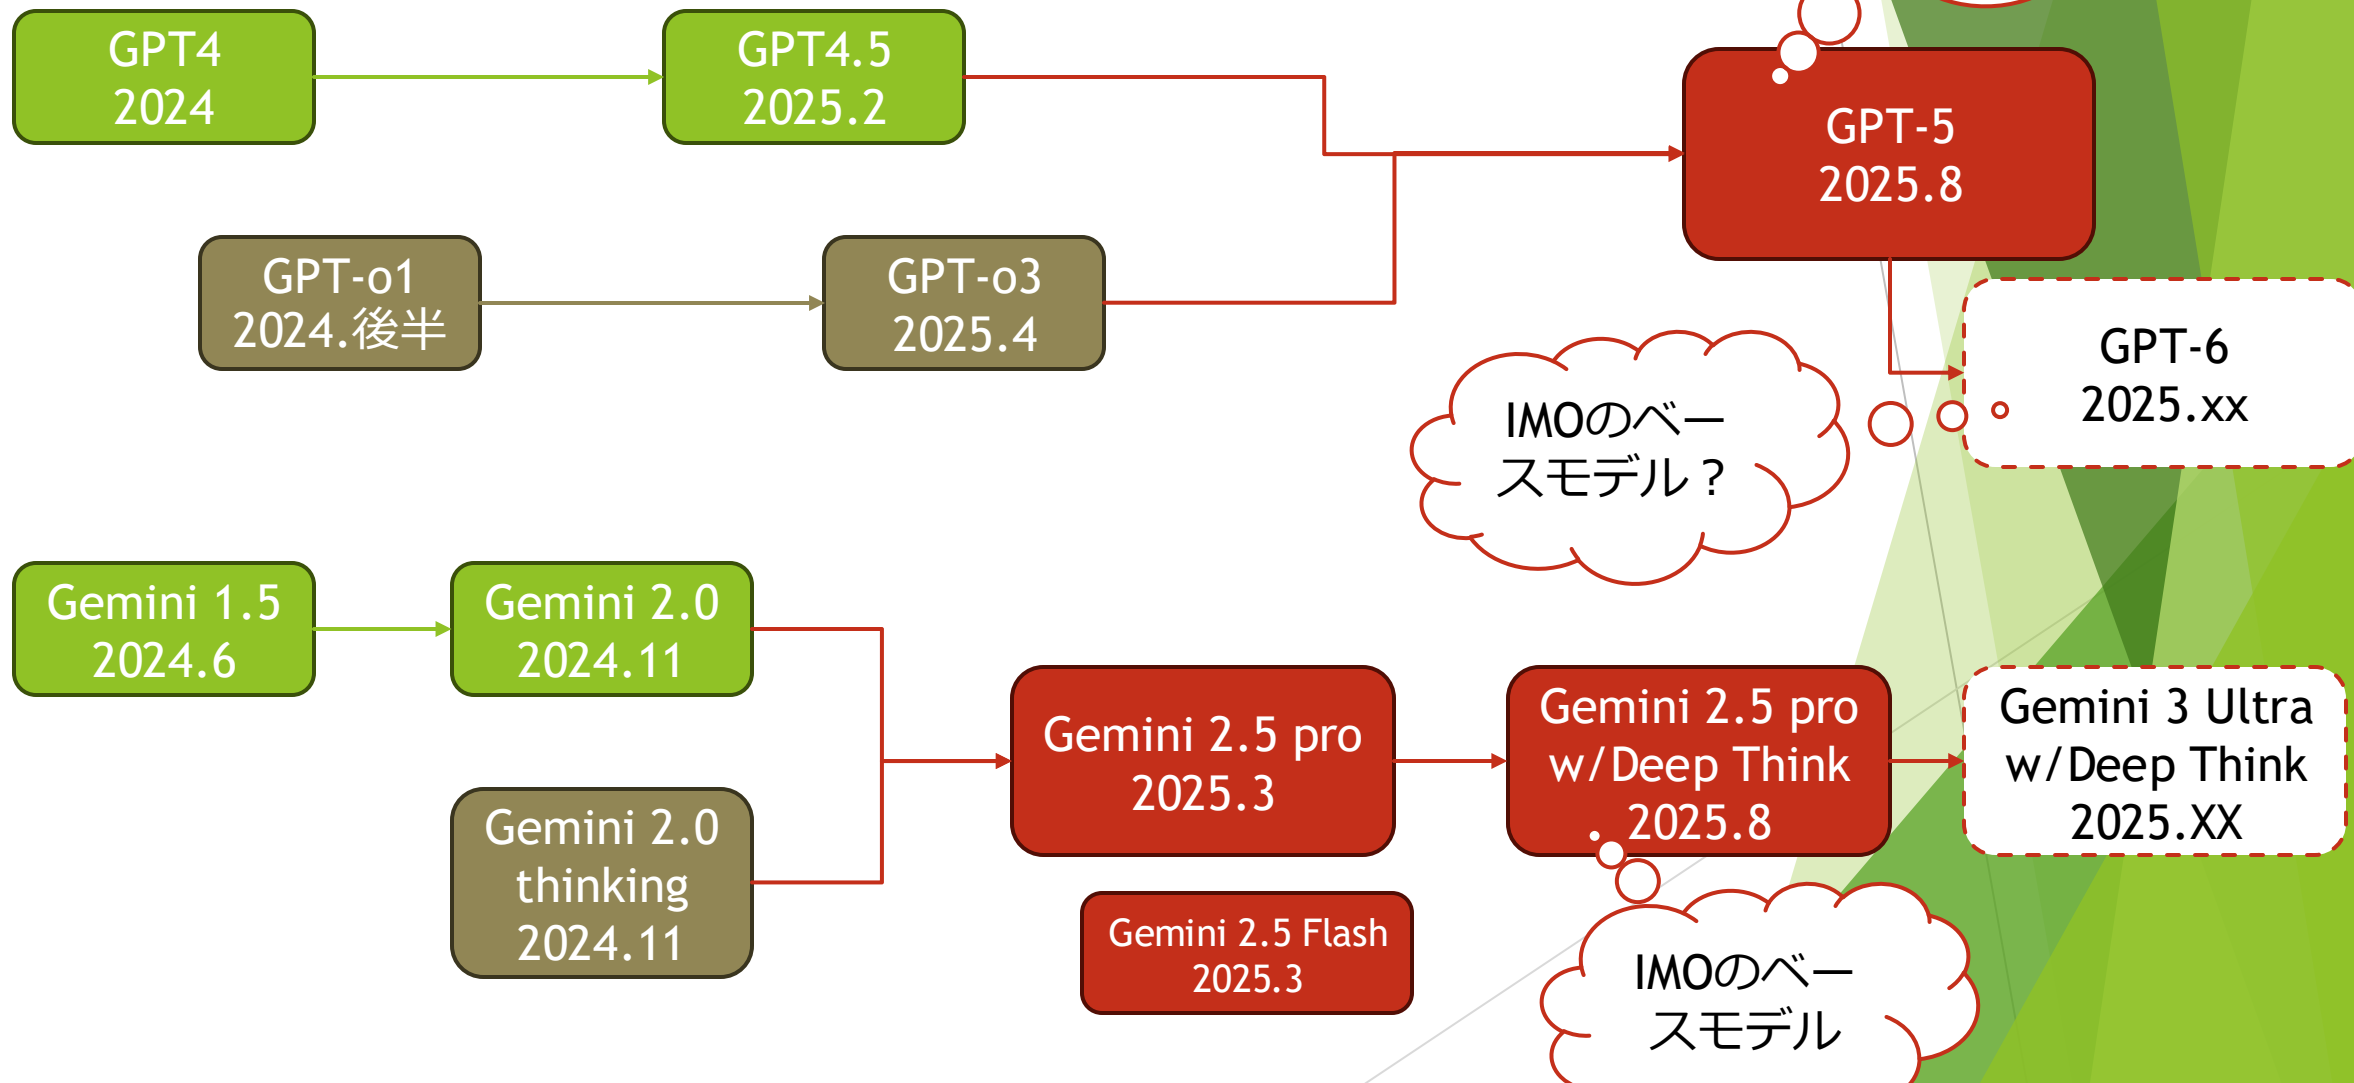 GPT4
2024
GPT4.5
2025.2
GPT-5
2025.8
GPT-o1
2024.後半
GPT-o3
2025.4
GPT-6
2025.xx
IMOのベー
スモデル？
Gemini 1.5
2024.6
Gemini 2.0
2024.11
Gemini 2.0
thinking
2024.11
Gemini 2.5 pro
2025.3
Gemini 2.5 pro
w/Deep Think
2025.8
Gemini 3 Ultra
w/Deep Think
2025.XX
Gemini 2.5 Flash
2025.3
IMOのベー
スモデル